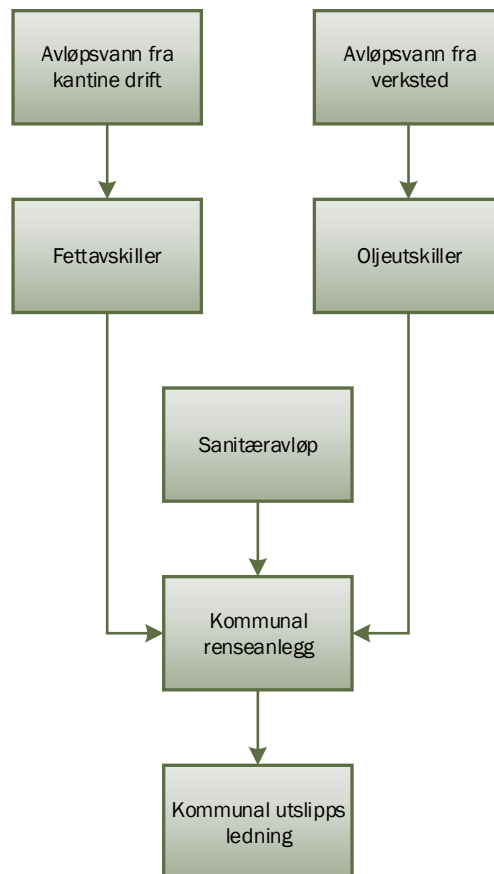 Avløpsvann fra
kantine drift
Avløpsvann fra
verksted
Fettavskiller
Oljeutskiller
Sanitæravløp
Kommunal
renseanlegg
Kommunal utslipps
ledning